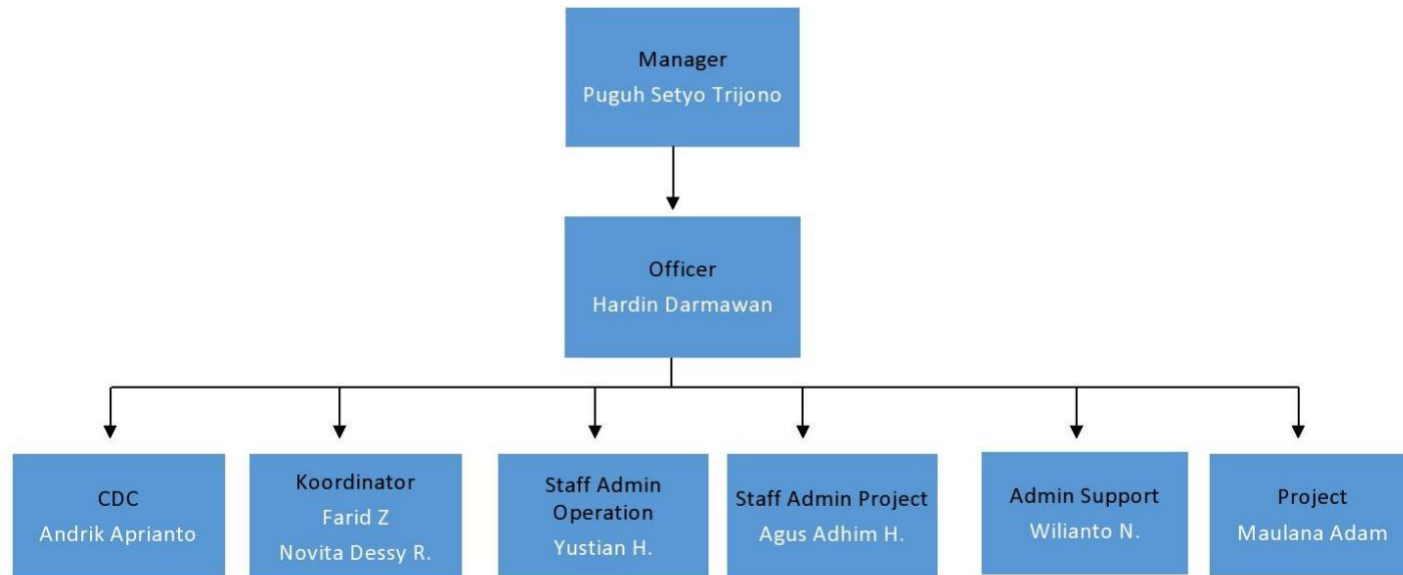 Manager
Puguh Setyo Trijono
Officer
Hardin Darmawan
CDC
Andrik Aprianto
Koordinator
Farid Z
Novita Dessy R.
Staff Admin
Operation
Yustian H.
Staff Admin Project
Agus Adhim H.
Admin Support
Wilianto N.
Project
Maulana Adam